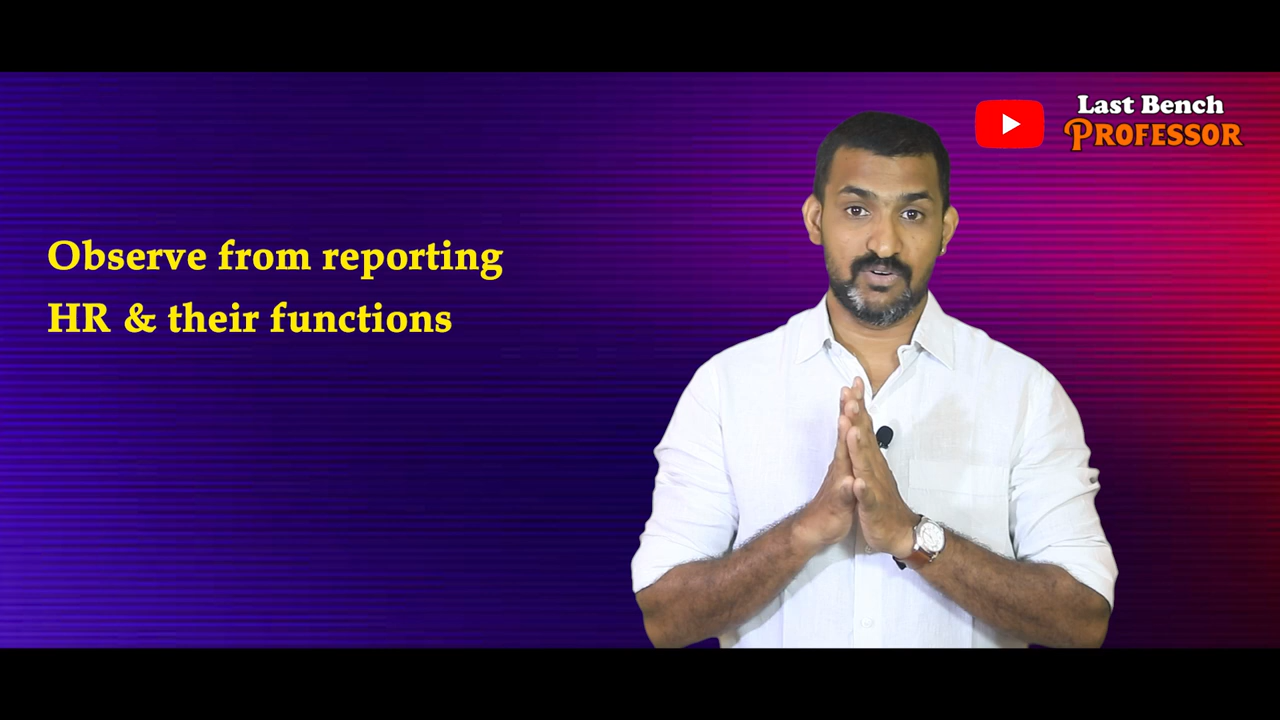 Last Bench
PROFESSOR
Observe from reporting
HR & their functions